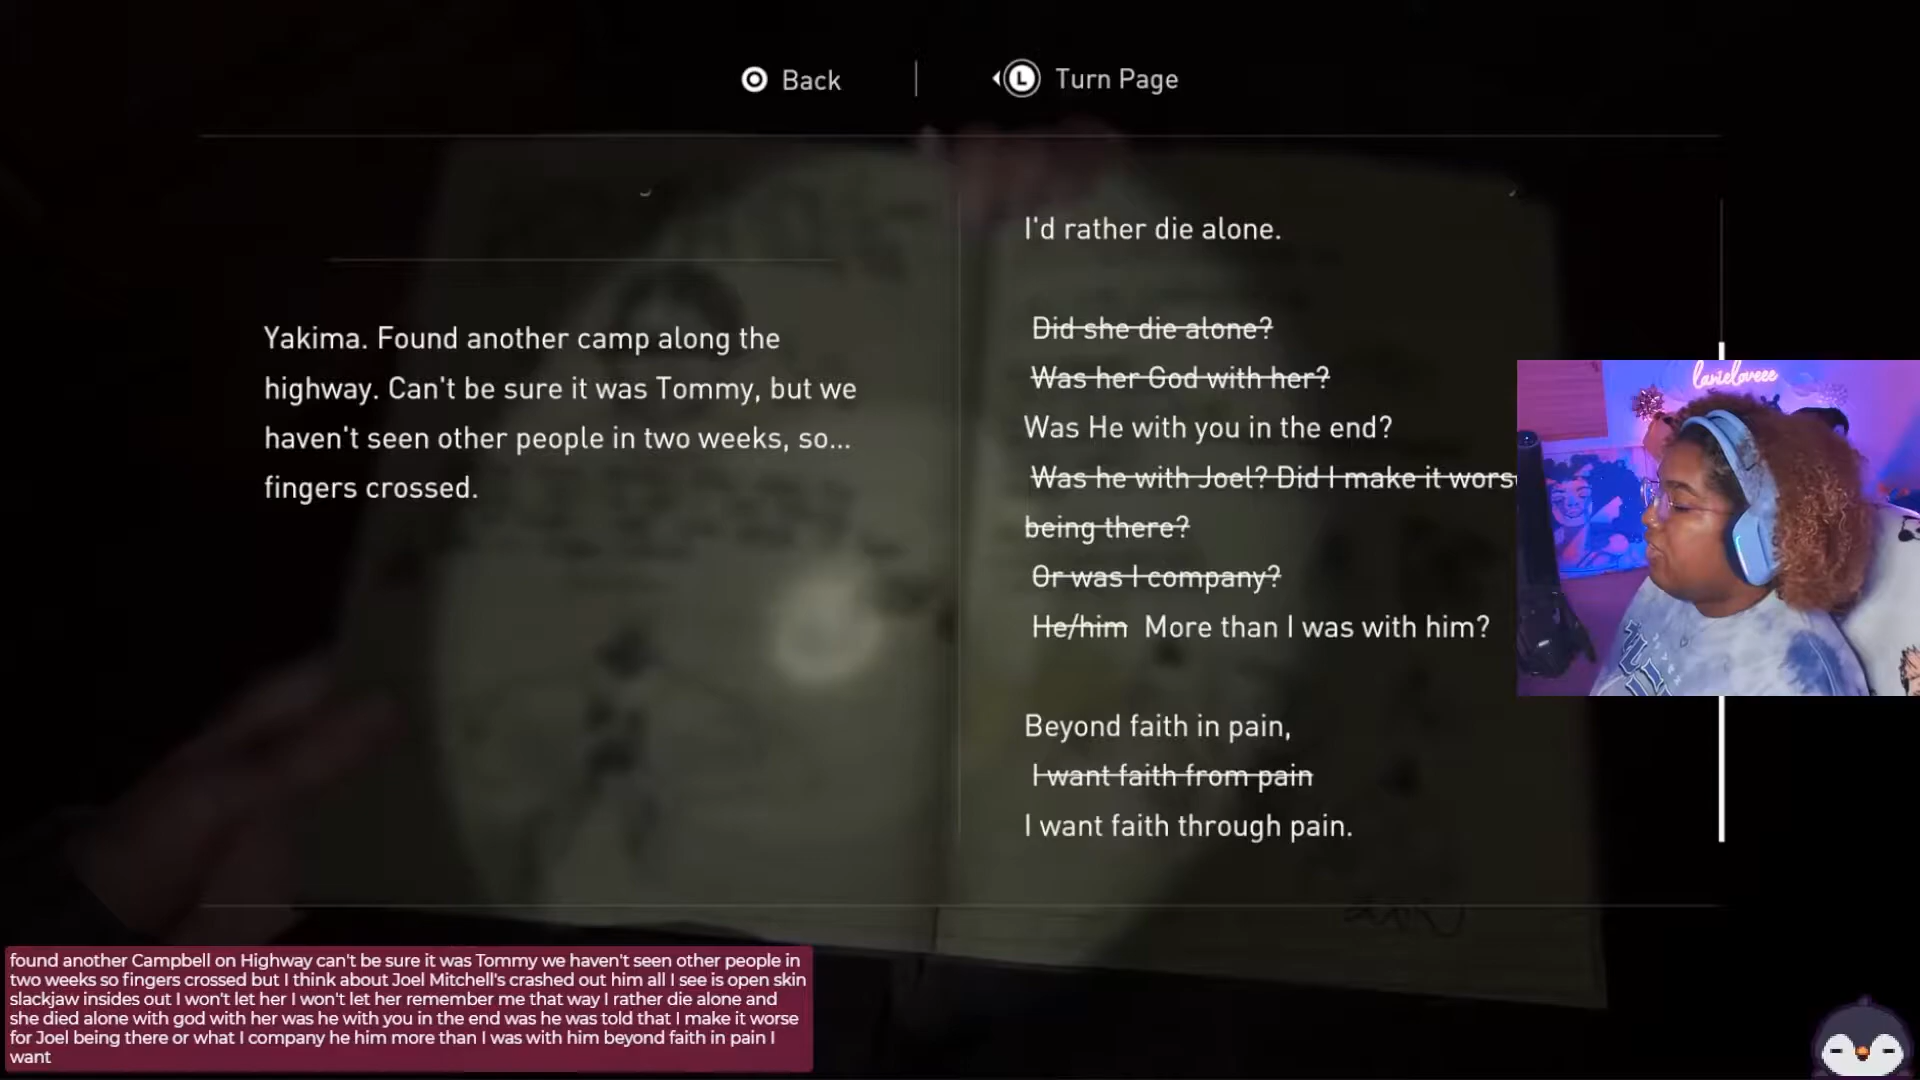 Back
L Turn Page
Yakima. Found another camp along the
highway. Can't be sure it was Tommy, but we
haven't seen other people in two weeks, so...
fingers crossed.
I'd rather die alone.
Did she die alone?
Was her God with her?
Was He with you in the end?
Was he with Joel? Did I make it
being there?
Or was I company?
He/him More than I was with him?
Beyond faith in pain,
I want faith from pain
I want faith through pain.
lanieloveee
found another Campbell on Highway can't be sure it was Tommy we haven't seen other people in
two weeks so fingers crossed but I think about Joel Mitchell's crashed out him all I see is open skin
slackjaw insides out I won't let her I won't let her remember me that way I rather die alone and
she died alone with god with her was he with you in the end was he was told that I make it worse
for Joel being there or what I company he him more than I was with him beyond faith in pain I
want